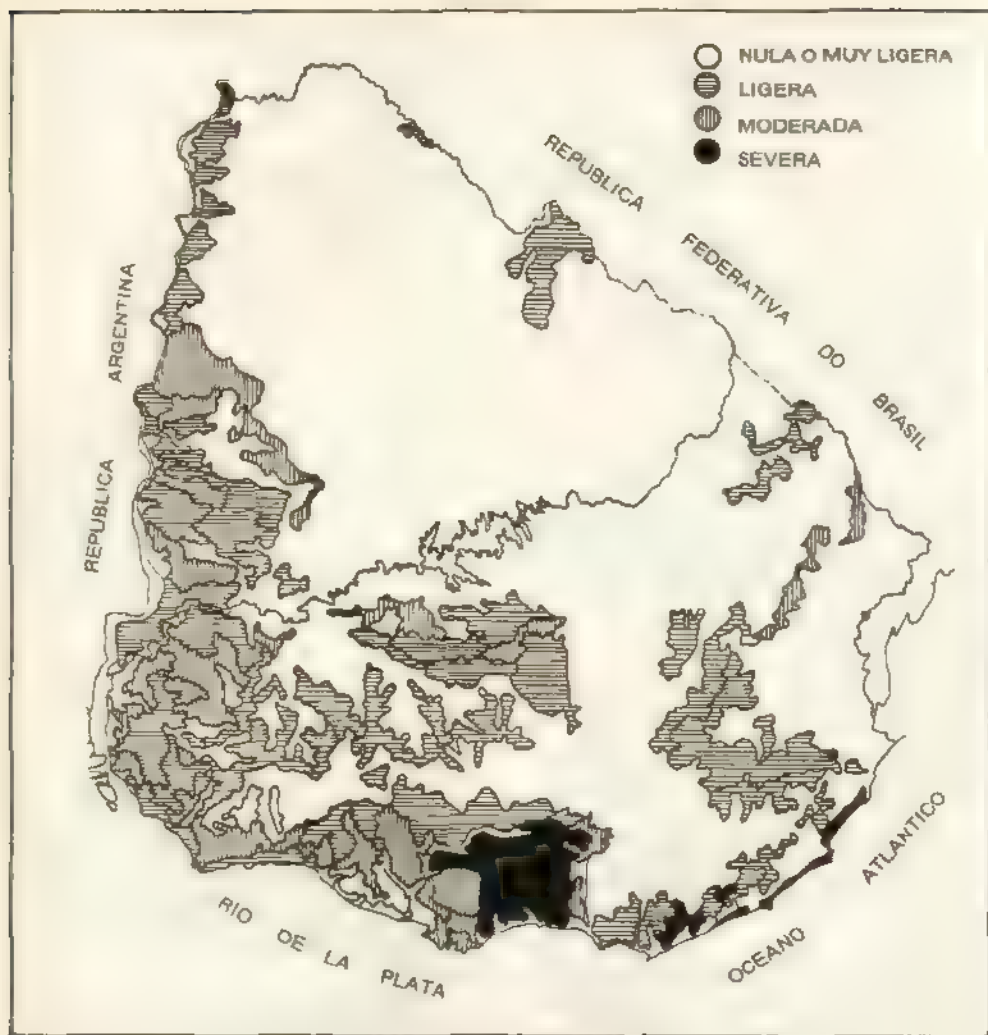 NULA O MUY LIGERA
LIGERA
MODERADA
SEVERA
REPUBLICA FEDERATIVA DO BRASIL
REPUBLICA ARGENTINA
RIO DE LA PLATA
OCEANO ATLANTICO